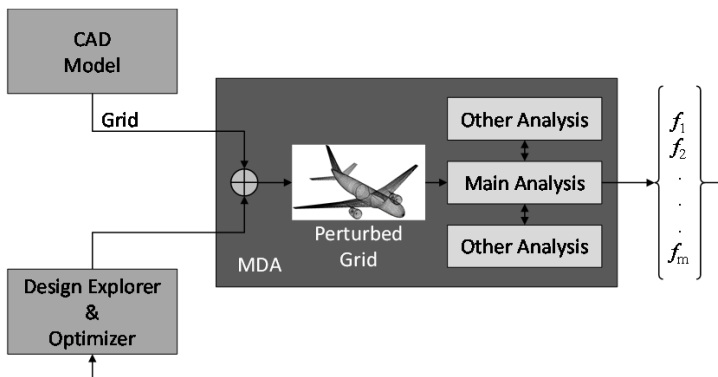 CAD
Model
Grid
Other Analysis
Main Analysis
Other Analysis
Perturbed
Grid
MDA
Design Explorer
&
Optimizer
f1
f2
.
.
.
fm